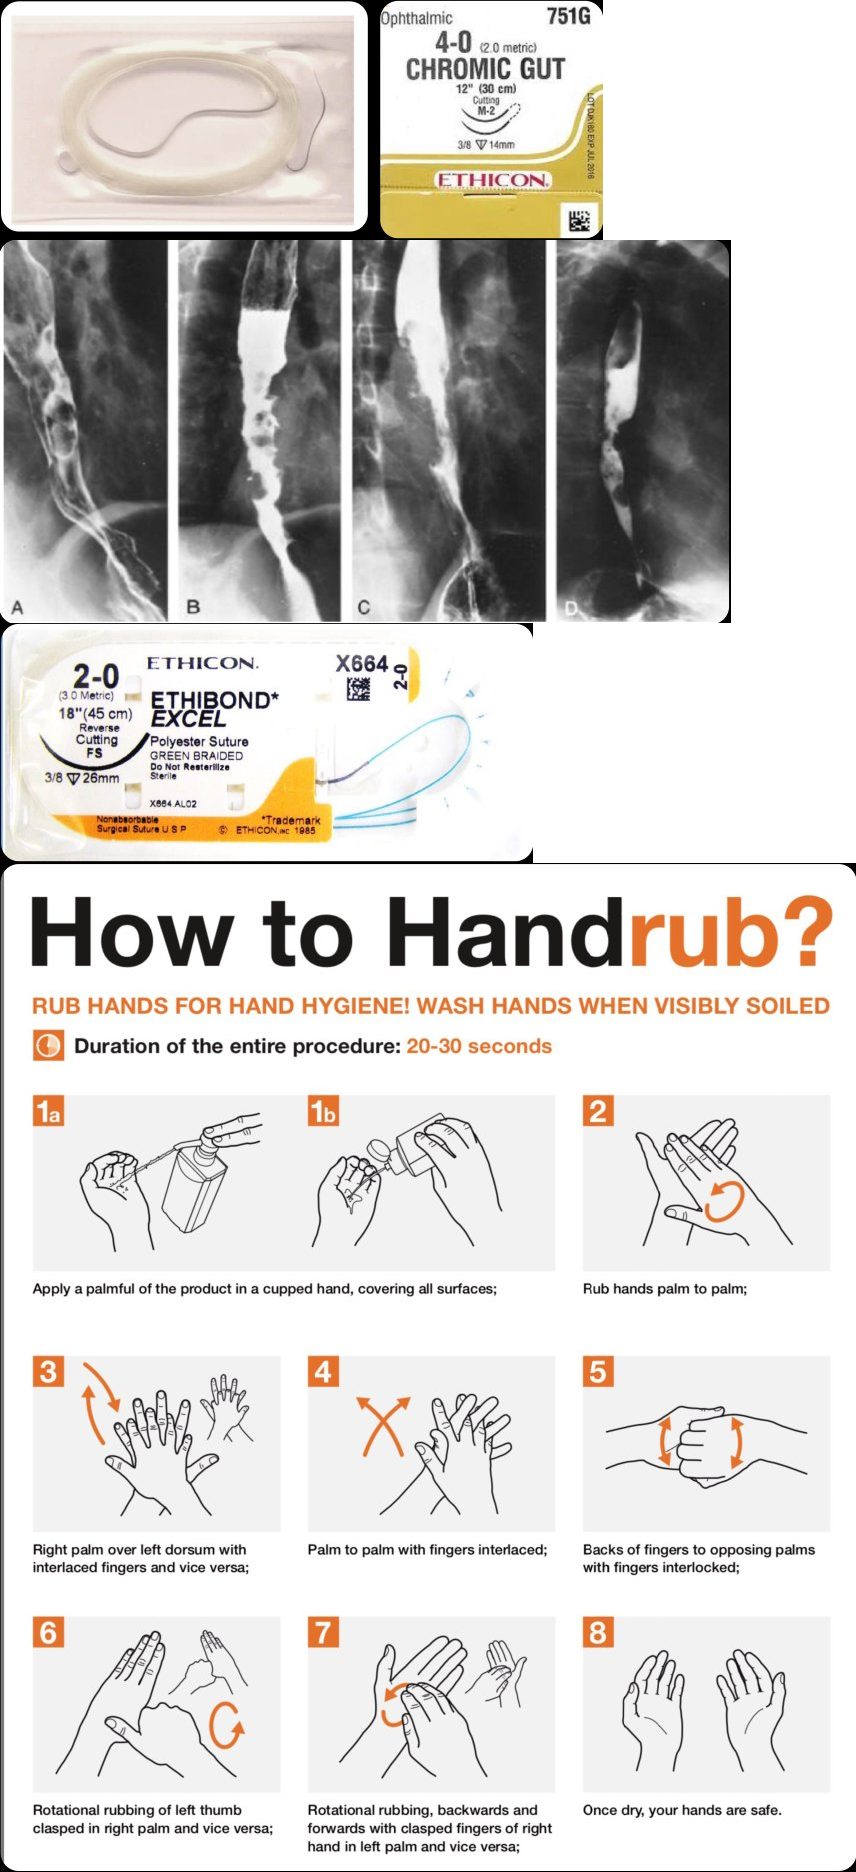 Ophthalmic 751G
4-0 (2.0 metric)
CHROMIC GUT
12" (30 cm)
Cutting
M-2
3/8 14mm
ETHICON
A
B
C
D
2-0
(3 0 Metric)
18"(45 cm)
Reverse
Cutting
FS
3/8 26mm
ETHICON.
ETHIBOND*
EXCEL
Polyester Suture
GREEN BRAIDED
Do Not Resterilize
Sterile
X664.AL02
X664
2-0
Nonabsorbable
Surgical Suture U S P
*Trademark
© ETHICON,INC 1985
How to Handrub?
RUB HANDS FOR HAND HYGIENE! WASH HANDS WHEN VISIBLY SOILED
Duration of the entire procedure: 20-30 seconds
1a
1b
Apply a palmful of the product in a cupped hand, covering all surfaces;
2
Rub hands palm to palm;
3
Right palm over left dorsum with
interlaced fingers and vice versa;
4
Palm to palm with fingers interlaced;
5
Backs of fingers to opposing palms
with fingers interlocked;
6
Rotational rubbing of left thumb
clasped in right palm and vice versa;
7
Rotational rubbing, backwards and
forwards with clasped fingers of right
hand in left palm and vice versa;
8
Once dry, your hands are safe.